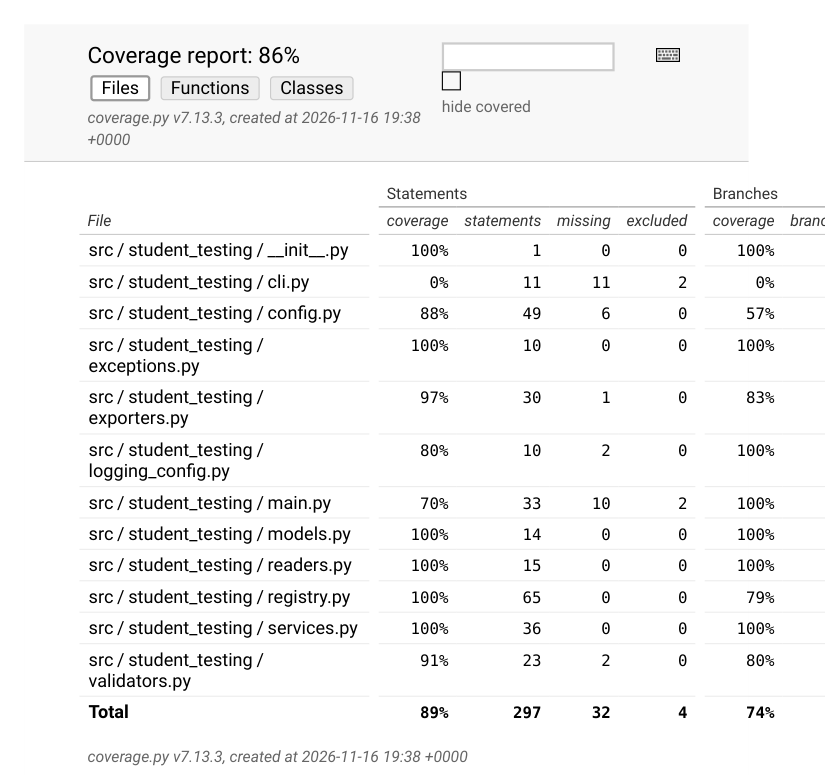 Coverage report: 86%
Files Functions Classes
coverage.py v7.13.3, created at 2026-11-16 19:38
+0000
hide covered
Statements Branches
File coverage statements missing excluded coverage branc
src / student_testing / __init__.py 100% 1 0 0 100%
src / student_testing / cli.py 0% 11 11 2 0%
src / student_testing / config.py 88% 49 6 0 57%
src / student_testing /
exceptions.py 100% 10 0 0 100%
src / student_testing /
exporters.py 97% 30 1 0 83%
src / student_testing /
logging_config.py 80% 10 2 0 100%
src / student_testing / main.py 70% 33 10 2 100%
src / student_testing / models.py 100% 14 0 0 100%
src / student_testing / readers.py 100% 15 0 0 100%
src / student_testing / registry.py 100% 65 0 0 79%
src / student_testing / services.py 100% 36 0 0 100%
src / student_testing /
validators.py 91% 23 2 0 80%
Total 89% 297 32 4 74%
coverage.py v7.13.3, created at 2026-11-16 19:38 +0000